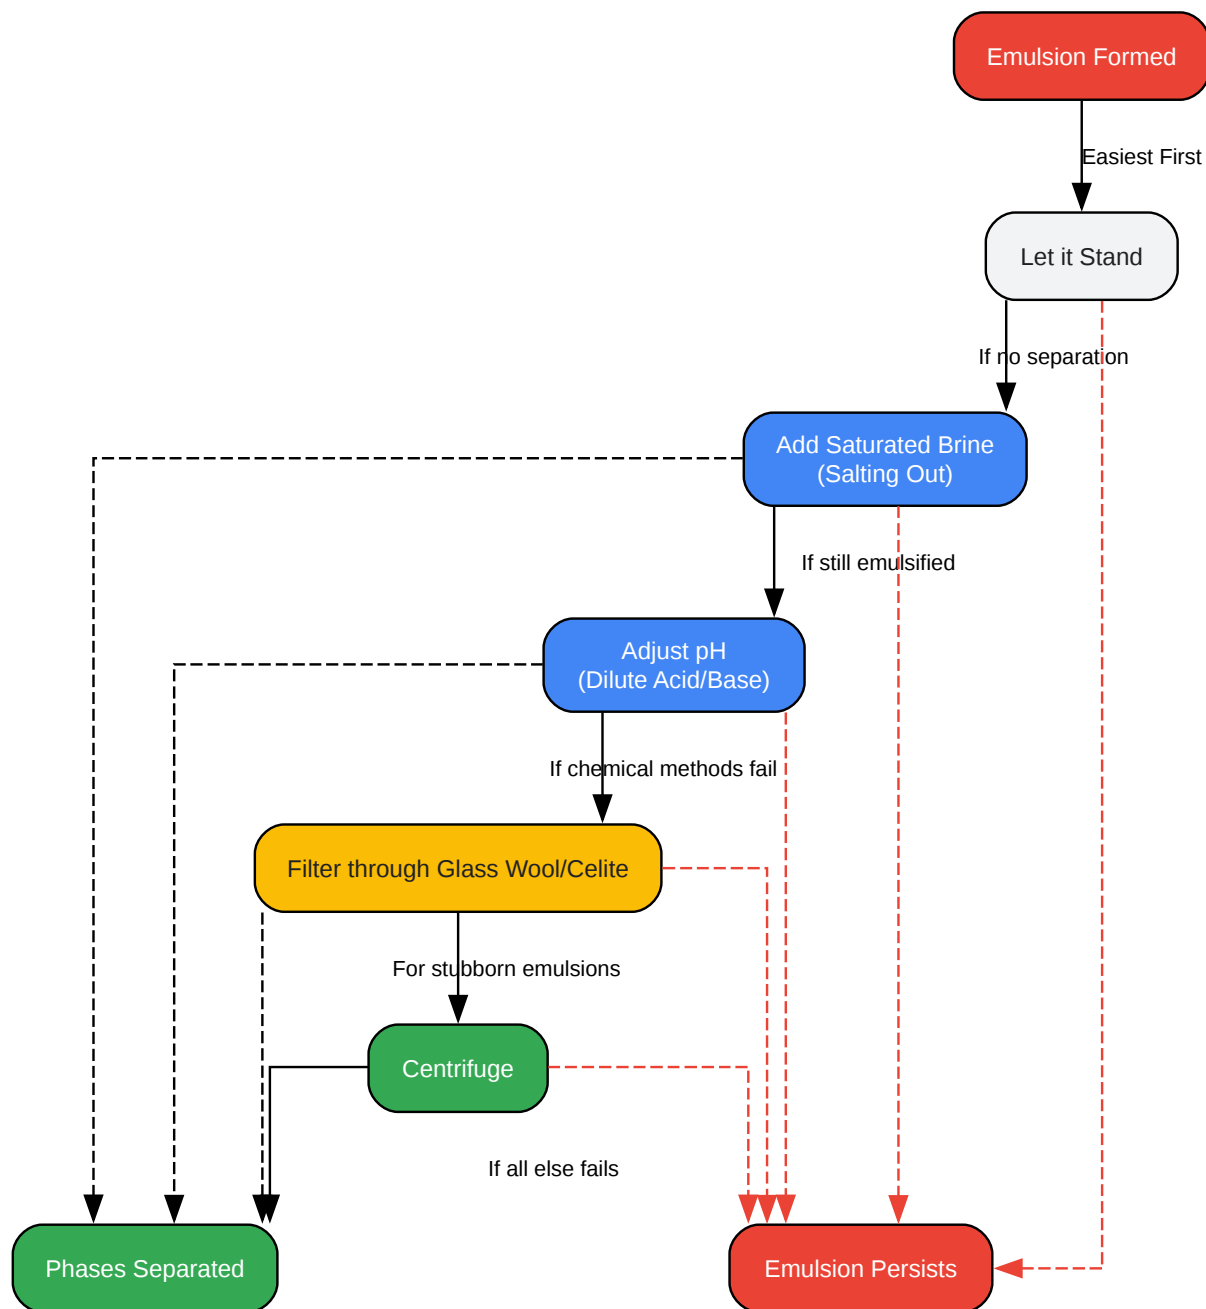 Emulsion Formed
Easiest First
Let it Stand
If no separation
Add Saturated Brine
(Salting Out)
If still emulsified
Adjust pH
(Dilute Acid/Base)
If chemical methods fail
Filter through Glass Wool/Celite
For stubborn emulsions
Centrifuge
If all else fails
Phases Separated
Emulsion Persists